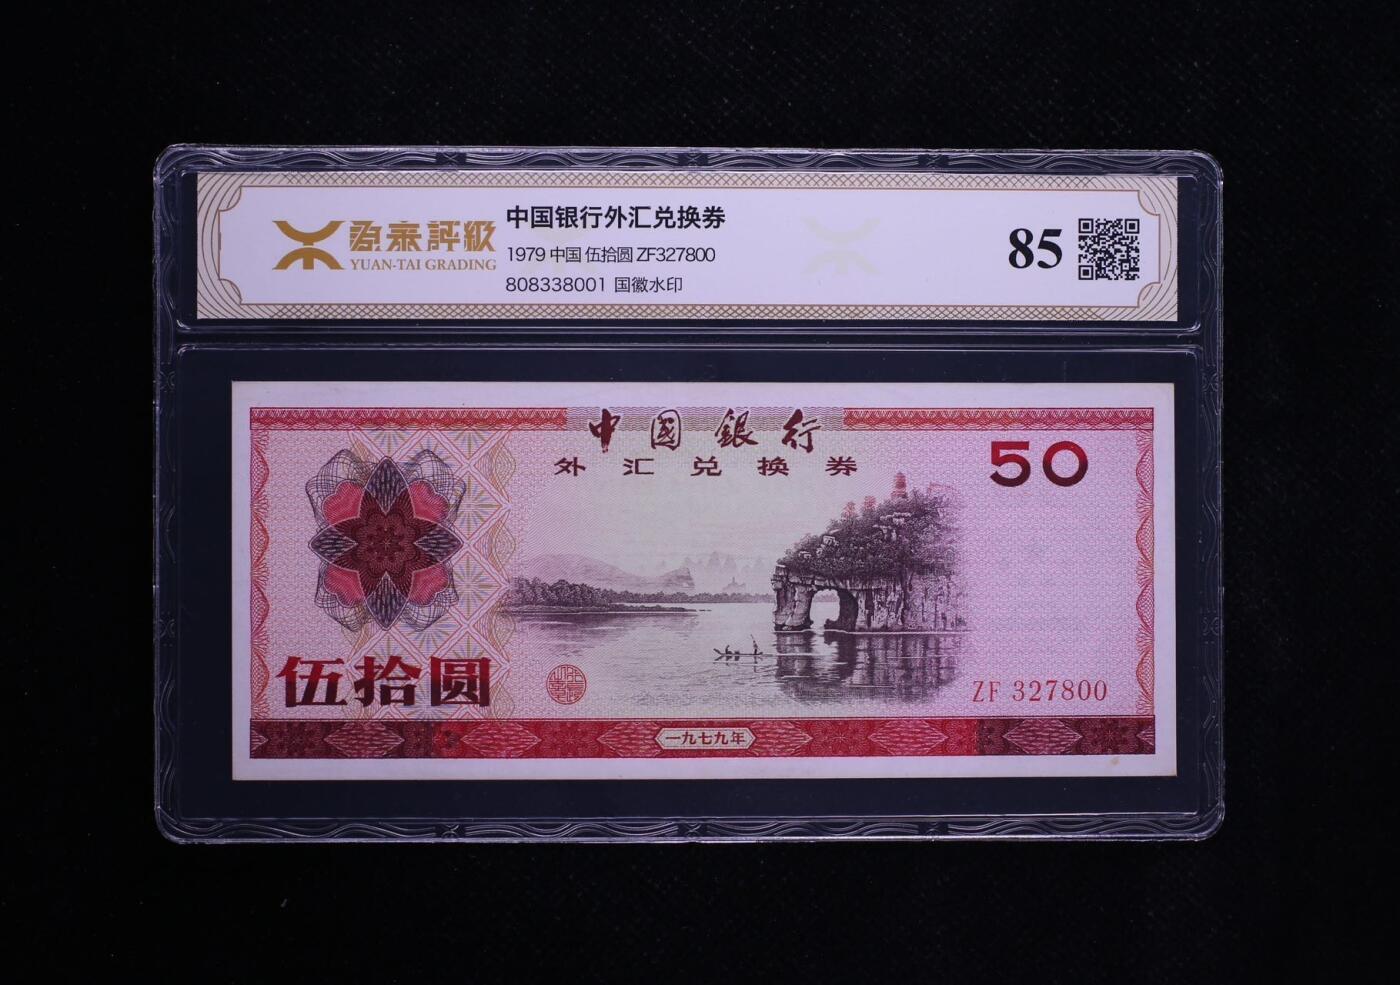 源泰評級
YUAN-TAI GRADING
中国银行外汇兑换券
1979 中国 伍拾圆 ZF327800
808338001 国徽水印
85
中國銀行
外汇兑换券
50
伍拾圆
ZF 327800
一九七九年